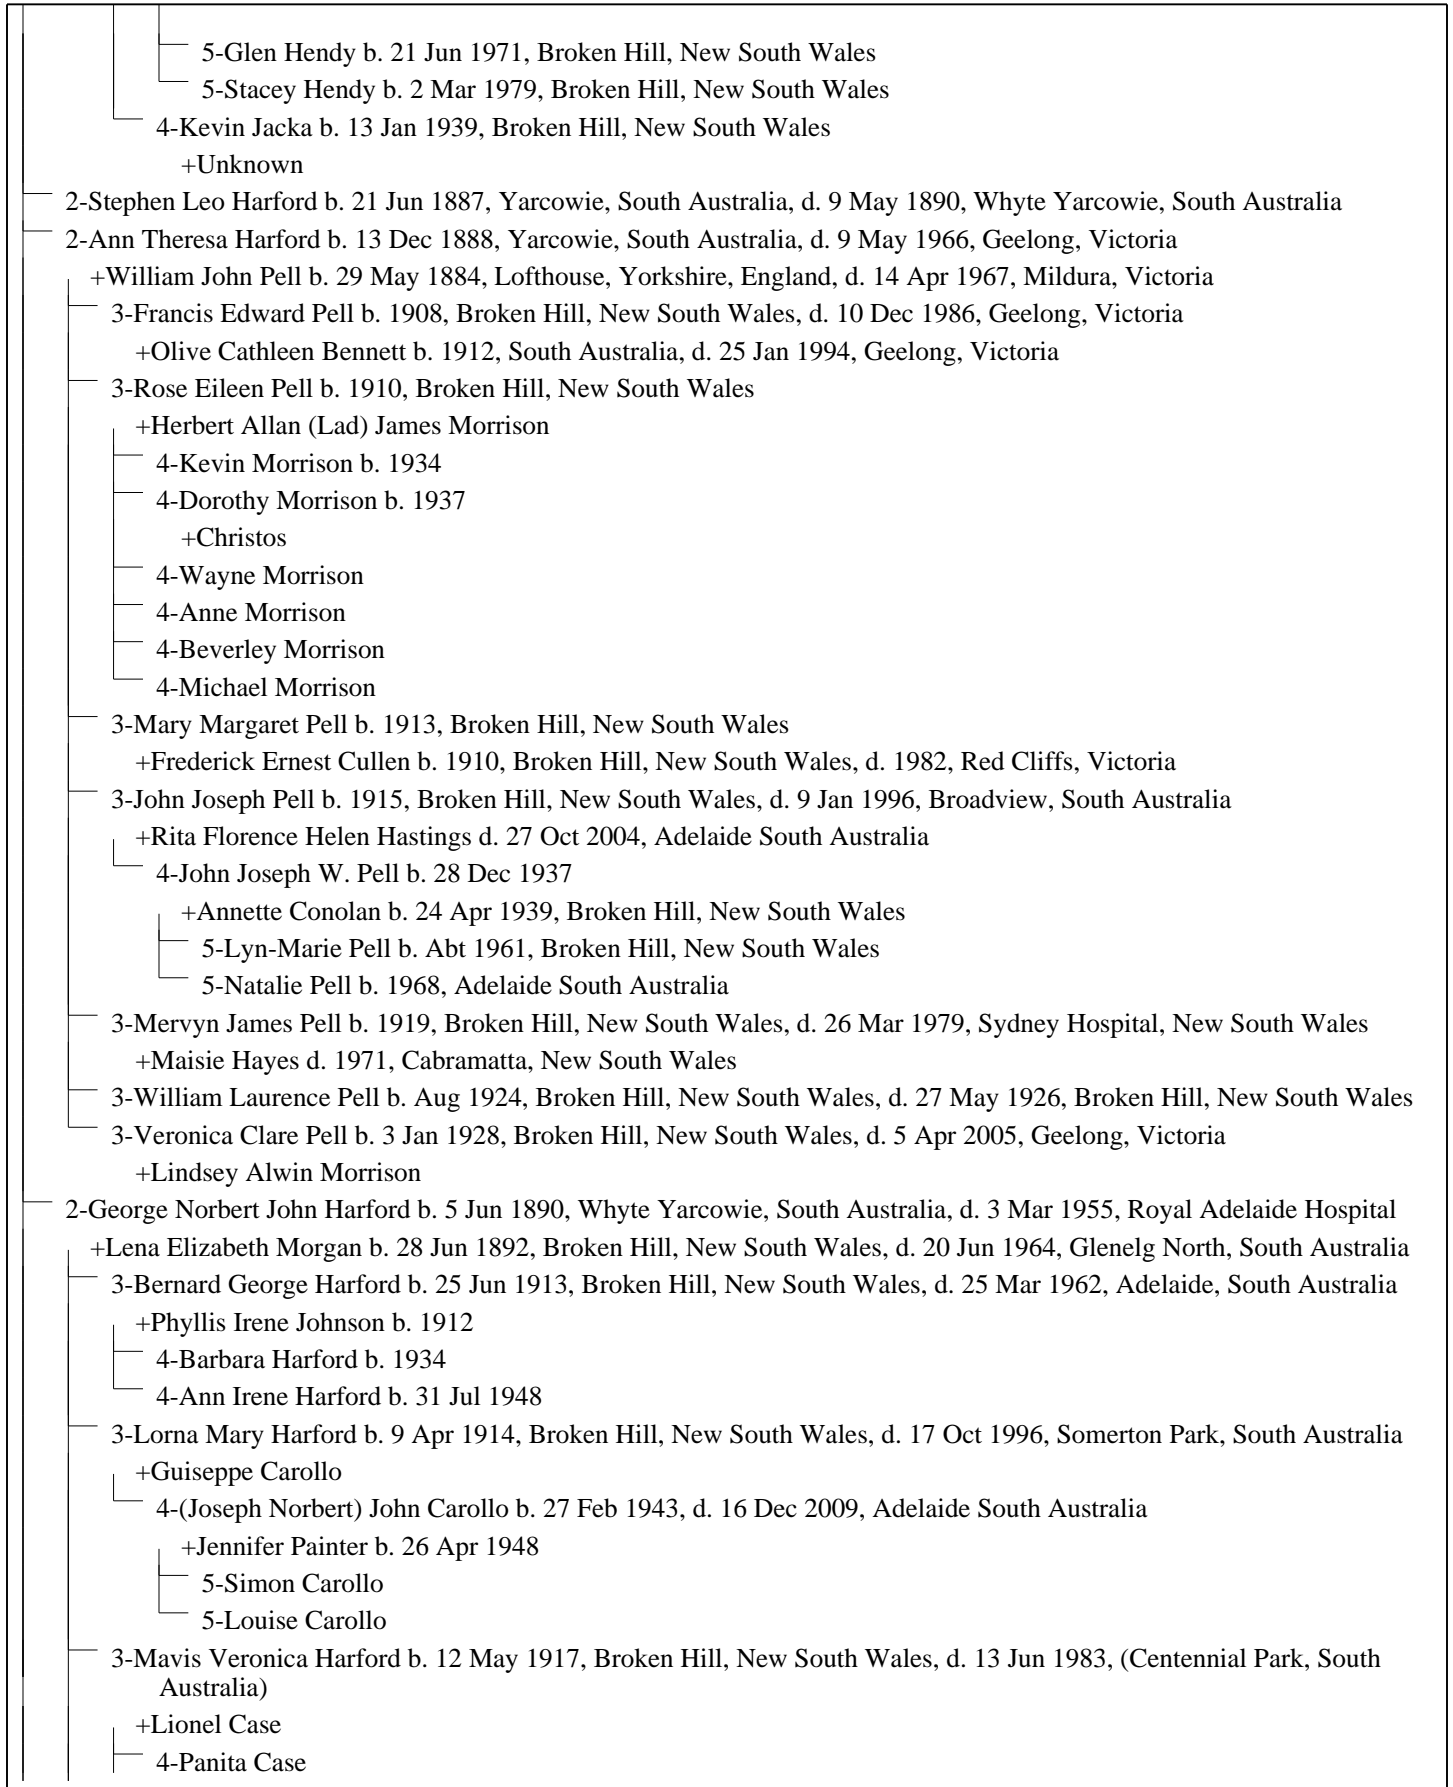 5-Glen Hendy b. 21 Jun 1971, Broken Hill, New South Wales
5-Stacey Hendy b. 2 Mar 1979, Broken Hill, New South Wales
4-Kevin Jacka b. 13 Jan 1939, Broken Hill, New South Wales
+Unknown
2-Stephen Leo Harford b. 21 Jun 1887, Yarcowie, South Australia, d. 9 May 1890, Whyte Yarcowie, South Australia
2-Ann Theresa Harford b. 13 Dec 1888, Yarcowie, South Australia, d. 9 May 1966, Geelong, Victoria
+William John Pell b. 29 May 1884, Lofthouse, Yorkshire, England, d. 14 Apr 1967, Mildura, Victoria
3-Francis Edward Pell b. 1908, Broken Hill, New South Wales, d. 10 Dec 1986, Geelong, Victoria
+Olive Cathleen Bennett b. 1912, South Australia, d. 25 Jan 1994, Geelong, Victoria
3-Rose Eileen Pell b. 1910, Broken Hill, New South Wales
+Herbert Allan (Lad) James Morrison
4-Kevin Morrison b. 1934
4-Dorothy Morrison b. 1937
+Christos
4-Wayne Morrison
4-Anne Morrison
4-Beverley Morrison
4-Michael Morrison
3-Mary Margaret Pell b. 1913, Broken Hill, New South Wales
+Frederick Ernest Cullen b. 1910, Broken Hill, New South Wales, d. 1982, Red Cliffs, Victoria
3-John Joseph Pell b. 1915, Broken Hill, New South Wales, d. 9 Jan 1996, Broadview, South Australia
+Rita Florence Helen Hastings d. 27 Oct 2004, Adelaide South Australia
4-John Joseph W. Pell b. 28 Dec 1937
+Annette Conolan b. 24 Apr 1939, Broken Hill, New South Wales
5-Lyn-Marie Pell b. Abt 1961, Broken Hill, New South Wales
5-Natalie Pell b. 1968, Adelaide South Australia
3-Mervyn James Pell b. 1919, Broken Hill, New South Wales, d. 26 Mar 1979, Sydney Hospital, New South Wales
+Maisie Hayes d. 1971, Cabramatta, New South Wales
3-William Laurence Pell b. Aug 1924, Broken Hill, New South Wales, d. 27 May 1926, Broken Hill, New South Wales
3-Veronica Clare Pell b. 3 Jan 1928, Broken Hill, New South Wales, d. 5 Apr 2005, Geelong, Victoria
+Lindsey Alwin Morrison
2-George Norbert John Harford b. 5 Jun 1890, Whyte Yarcowie, South Australia, d. 3 Mar 1955, Royal Adelaide Hospital
+Lena Elizabeth Morgan b. 28 Jun 1892, Broken Hill, New South Wales, d. 20 Jun 1964, Glenelg North, South Australia
3-Bernard George Harford b. 25 Jun 1913, Broken Hill, New South Wales, d. 25 Mar 1962, Adelaide, South Australia
+Phyllis Irene Johnson b. 1912
4-Barbara Harford b. 1934
4-Ann Irene Harford b. 31 Jul 1948
3-Lorna Mary Harford b. 9 Apr 1914, Broken Hill, New South Wales, d. 17 Oct 1996, Somerton Park, South Australia
+Guiseppe Carollo
4-(Joseph Norbert) John Carollo b. 27 Feb 1943, d. 16 Dec 2009, Adelaide South Australia
+Jennifer Painter b. 26 Apr 1948
5-Simon Carollo
5-Louise Carollo
3-Mavis Veronica Harford b. 12 May 1917, Broken Hill, New South Wales, d. 13 Jun 1983, (Centennial Park, South
Australia)
+Lionel Case
4-Panita Case